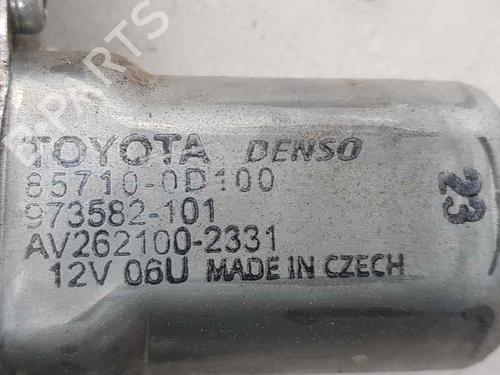 B-PARTS
TOYOTA DENSO
85710-0D100
973582-101
AV262100-2331
12V 06U MADE IN CZECH
23